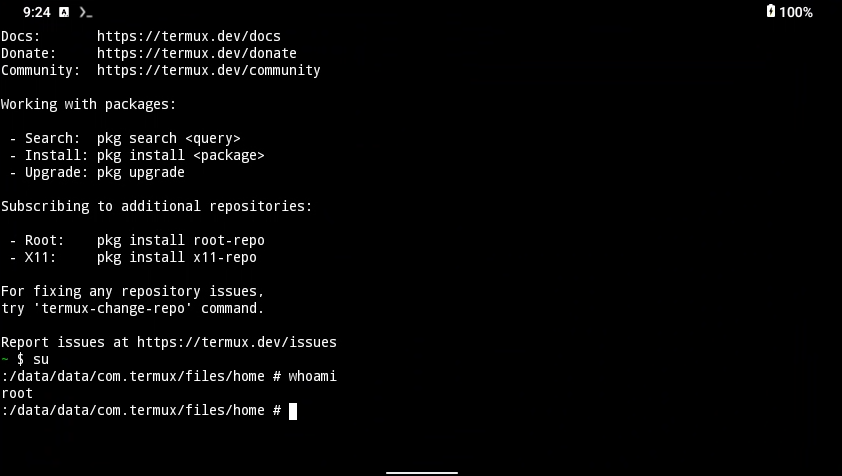 9:24 A >_ 100%
Docs:       https://termux.dev/docs
Donate:     https://termux.dev/donate
Community:  https://termux.dev/community
Working with packages:
 - Search:  pkg search <query>
 - Install: pkg install <package>
 - Upgrade: pkg upgrade
Subscribing to additional repositories:
 - Root:    pkg install root-repo
 - X11:     pkg install x11-repo
For fixing any repository issues,
try 'termux-change-repo' command.
Report issues at https://termux.dev/issues
~ $ su
:/data/data/com.termux/files/home # whoami
root
:/data/data/com.termux/files/home #